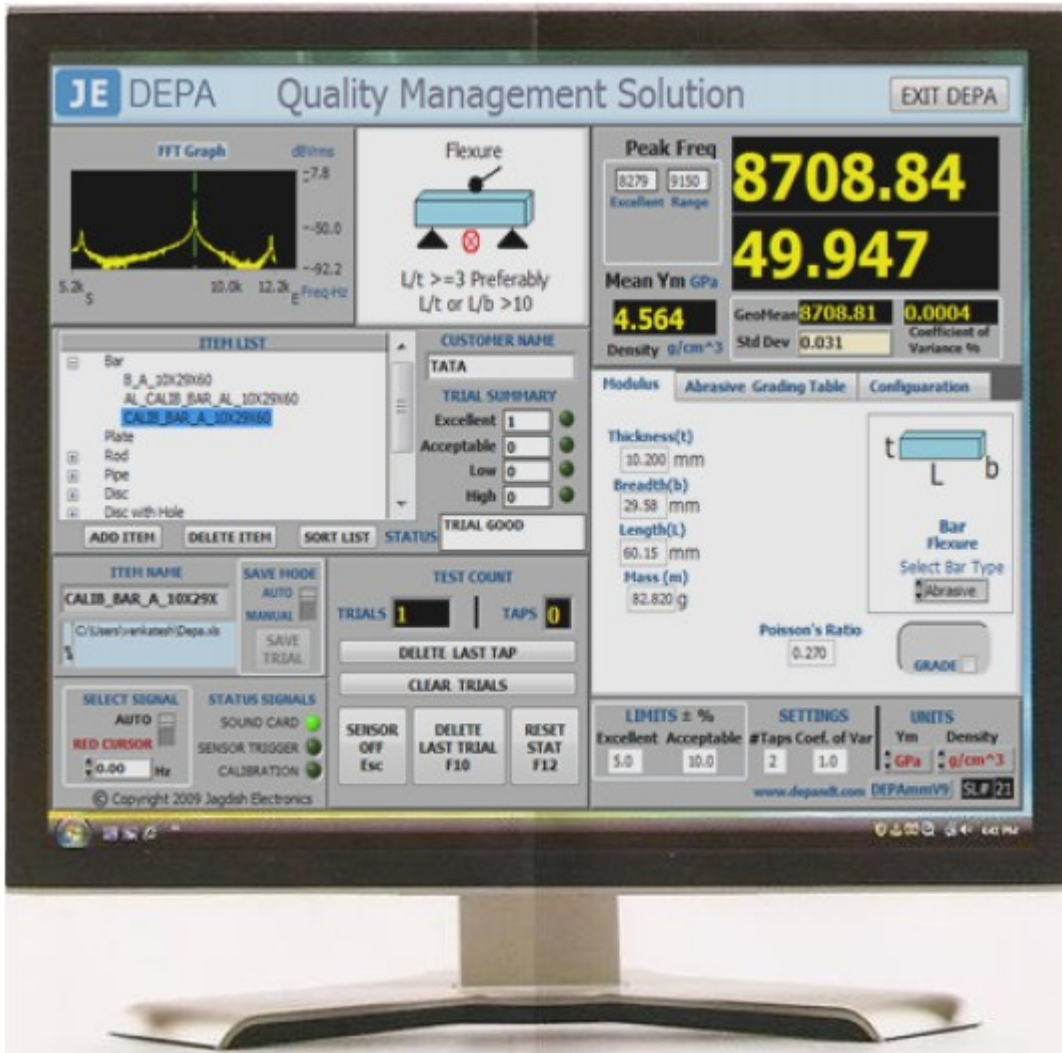 JE DEPA Quality Management Solution EXIT DEPA
FFT Graph dBVrms
-7.8
-50.0
-92.2
5.2k S 10.0k 12.2k E Freq-Hz
Flexure
L/t >=3 Preferably
L/t or L/b >10
Peak Freq
8279 9150
Excellent Range
8708.84
49.947
Mean Ym GPa
4.564
Density g/cm^3
GeoMean 8708.81 0.0004
Std Dev 0.031 Coefficient of
Variance %
ITEM LIST
Bar
B_A_10X29X60
AL_CALIB_BAR_AL_10X29X60
CALIB_BAR_A_10X29X60
Plate
Rod
Pipe
Disc
Disc with Hole
ADD ITEM DELETE ITEM SORT LIST
CUSTOMER NAME
TATA
TRIAL SUMMARY
Excellent 1
Acceptable 0
Low 0
High 0
STATUS TRIAL GOOD
Modulus Abrasive Grading Table Configuaration
Thickness(t)
10.200 mm
Breadth(b)
29.58 mm
Length(L)
60.15 mm
Mass (m)
82.820 g
Poisson's Ratio
0.270
t
L b
Bar
Flexure
Select Bar Type
Abrasive
GRADE
ITEM NAME
CALIB_BAR_A_10X29X
C:\Users\venkatesh\Depa.xls
SAVE MODE
AUTO
MANUAL
SAVE
TRIAL
TEST COUNT
TRIALS 1 TAPS 0
DELETE LAST TAP
CLEAR TRIALS
SENSOR
OFF
Esc
DELETE
LAST TRIAL
F10
RESET
STAT
F12
SELECT SIGNAL
AUTO
RED CURSOR
0.00 Hz
STATUS SIGNALS
SOUND CARD
SENSOR TRIGGER
CALIBRATION
© Copyright 2009 Jagdish Electronics
LIMITS ± %
Excellent Acceptable
5.0 10.0
SETTINGS
#Taps Coef. of Var
2 1.0
UNITS
Ym Density
GPa g/cm^3
www.depandt.com DEPAmmV9 SL# 21